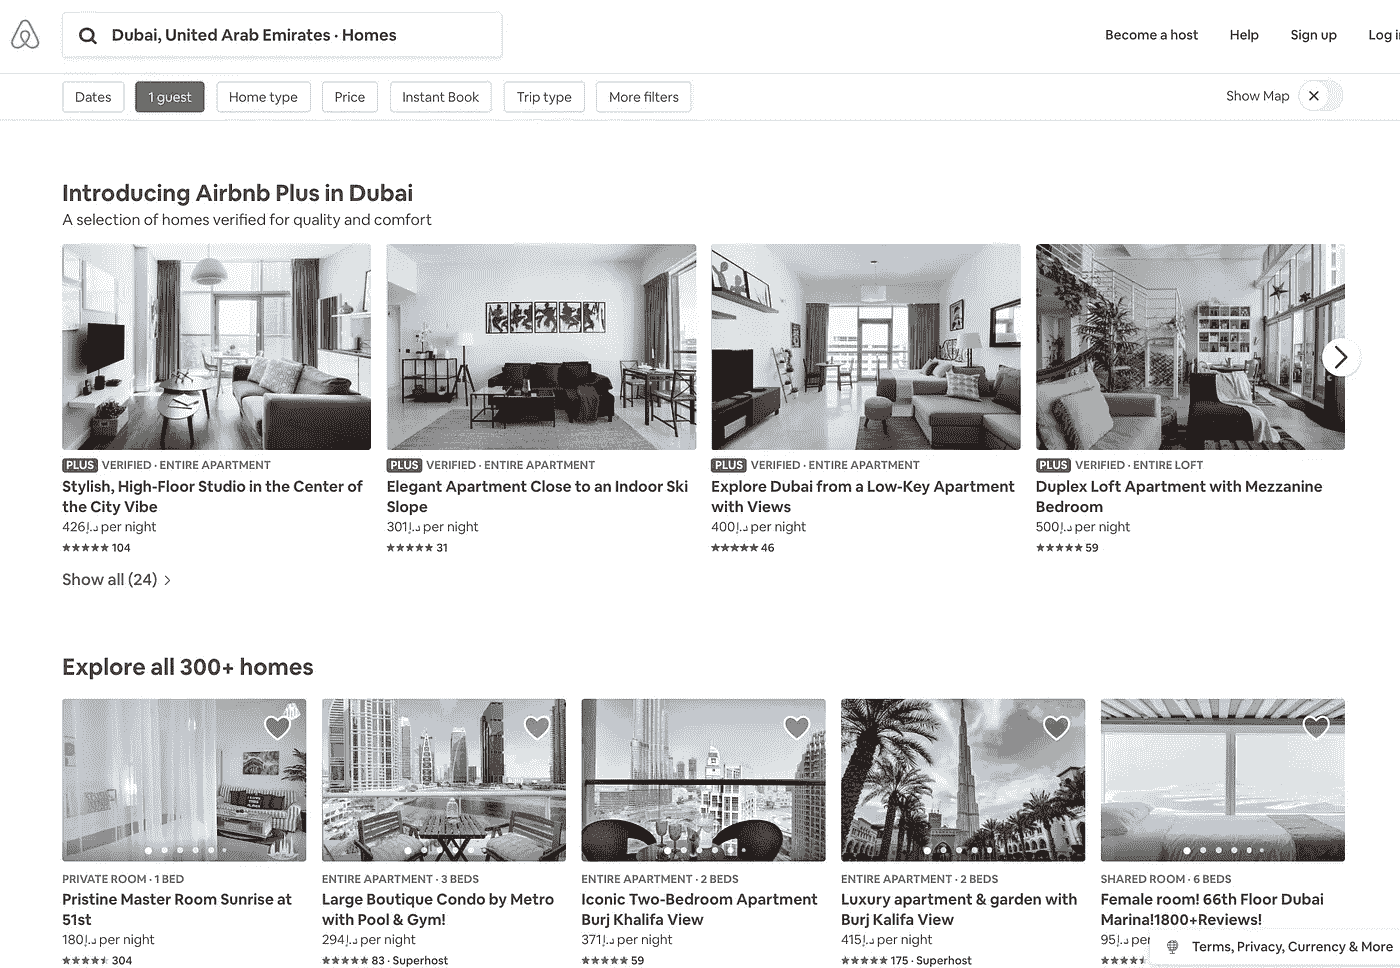 Dubai, United Arab Emirates · Homes
Become a host
Help
Sign up
Log i
Dates
1 guest
Home type
Price
Instant Book
Trip type
More filters
Show Map
Introducing Airbnb Plus in Dubai
A selection of homes verified for quality and comfort
PLUS VERIFIED · ENTIRE APARTMENT
Stylish, High-Floor Studio in the Center of
the City Vibe
426د.إ per night
104
PLUS VERIFIED · ENTIRE APARTMENT
Elegant Apartment Close to an Indoor Ski
Slope
301د.إ per night
31
PLUS VERIFIED · ENTIRE APARTMENT
Explore Dubai from a Low-Key Apartment
with Views
400د.إ per night
46
PLUS VERIFIED · ENTIRE LOFT
Duplex Loft Apartment with Mezzanine
Bedroom
500د.إ per night
59
Show all (24)
Explore all 300+ homes
PRIVATE ROOM · 1 BED
Pristine Master Room Sunrise at
51st
180د.إ per night
304
ENTIRE APARTMENT · 3 BEDS
Large Boutique Condo by Metro
with Pool & Gym!
294د.إ per night
83 · Superhost
ENTIRE APARTMENT · 2 BEDS
Iconic Two-Bedroom Apartment
Burj Khalifa View
371د.إ per night
59
ENTIRE APARTMENT · 2 BEDS
Luxury apartment & garden with
Burj Kalifa View
415د.إ per night
175 · Superhost
SHARED ROOM · 6 BEDS
Female room! 66th Floor Dubai
Marina!1800+Reviews!
95د.إ per
Terms, Privacy, Currency & More